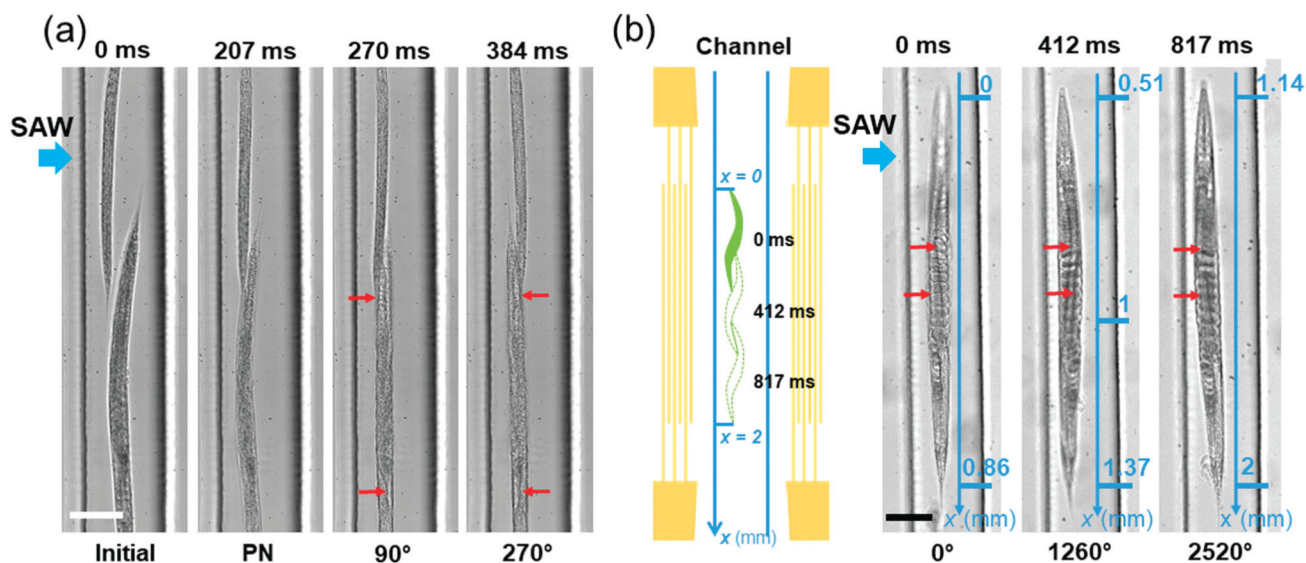 (a)
0 ms
207 ms
270 ms
384 ms
SAW
Initial
PN
90°
270°
(b)
Channel
x = 0
0 ms
412 ms
817 ms
x = 2
x (mm)
0 ms
412 ms
817 ms
SAW
0
0.86
x (mm)
0.51
1
1.37
x (mm)
1.14
2
x (mm)
0°
1260°
2520°